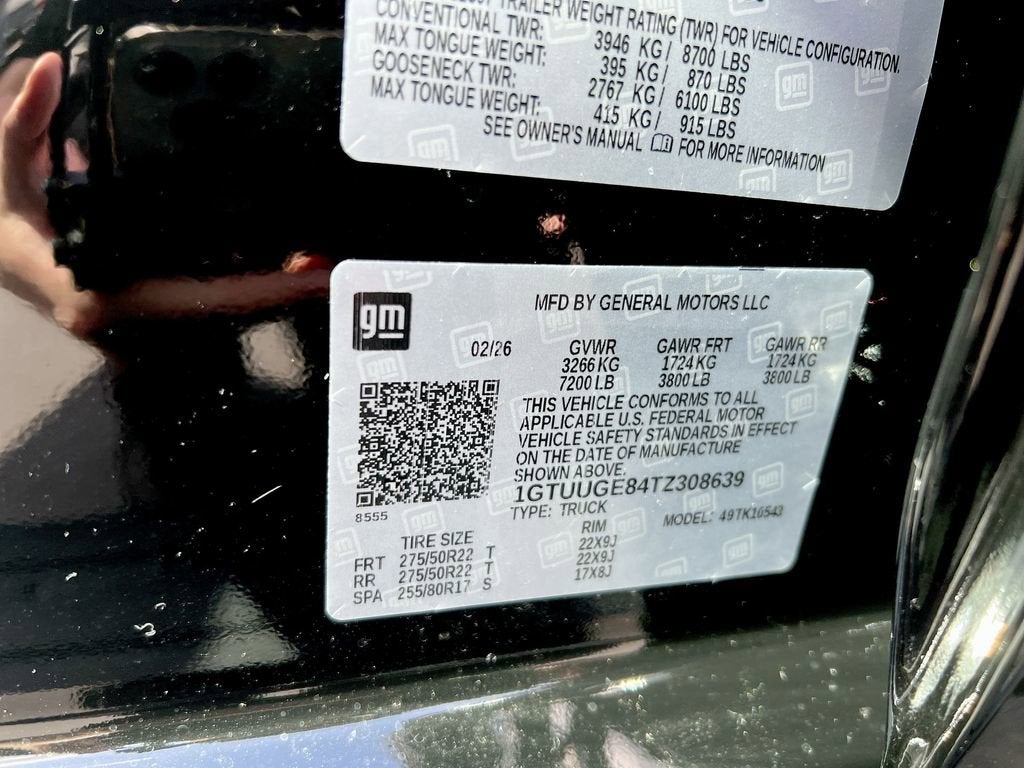 TRAILER WEIGHT RATING (TWR) FOR VEHICLE CONFIGURATION.
CONVENTIONAL TWR: 3946 KG/ 8700 LBS
MAX TONGUE WEIGHT: 395 KG/ 870 LBS
GOOSENECK TWR: 2767 KG/ 6100 LBS
MAX TONGUE WEIGHT: 415 KG/ 915 LBS
SEE OWNER'S MANUAL FOR MORE INFORMATION
gm
MFD BY GENERAL MOTORS LLC
02/26 GVWR GAWR FRT GAWR RR
3266 KG 1724 KG 1724 KG
7200 LB 3800 LB 3800 LB
THIS VEHICLE CONFORMS TO ALL
APPLICABLE U.S. FEDERAL MOTOR
VEHICLE SAFETY STANDARDS IN EFFECT
ON THE DATE OF MANUFACTURE
SHOWN ABOVE.
1GTUUGE84TZ308639
8555
TYPE: TRUCK MODEL: 49TK10543
TIRE SIZE RIM
FRT 275/50R22 T 22X9J
RR 275/50R22 T 22X9J
SPA 255/80R17 S 17X8J